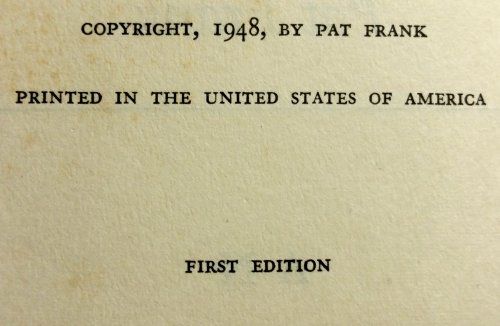 COPYRIGHT, 1948, BY PAT FRANK
PRINTED IN THE UNITED STATES OF AMERICA
FIRST EDITION